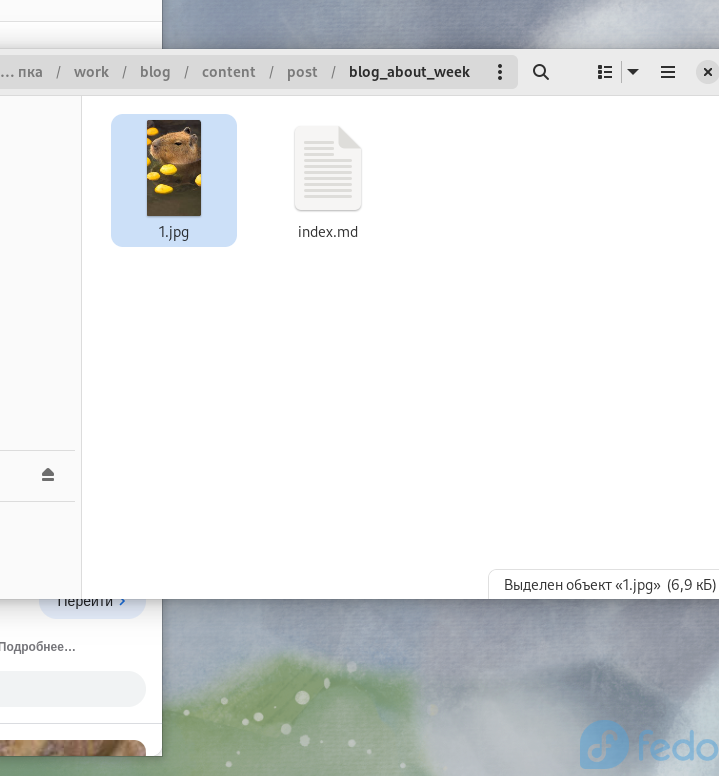 … пка / work / blog / content / post / blog_about_week
1.jpg
index.md
Выделен объект «1.jpg» (6,9 кБ)
Перейти
Подробнее…
fedo